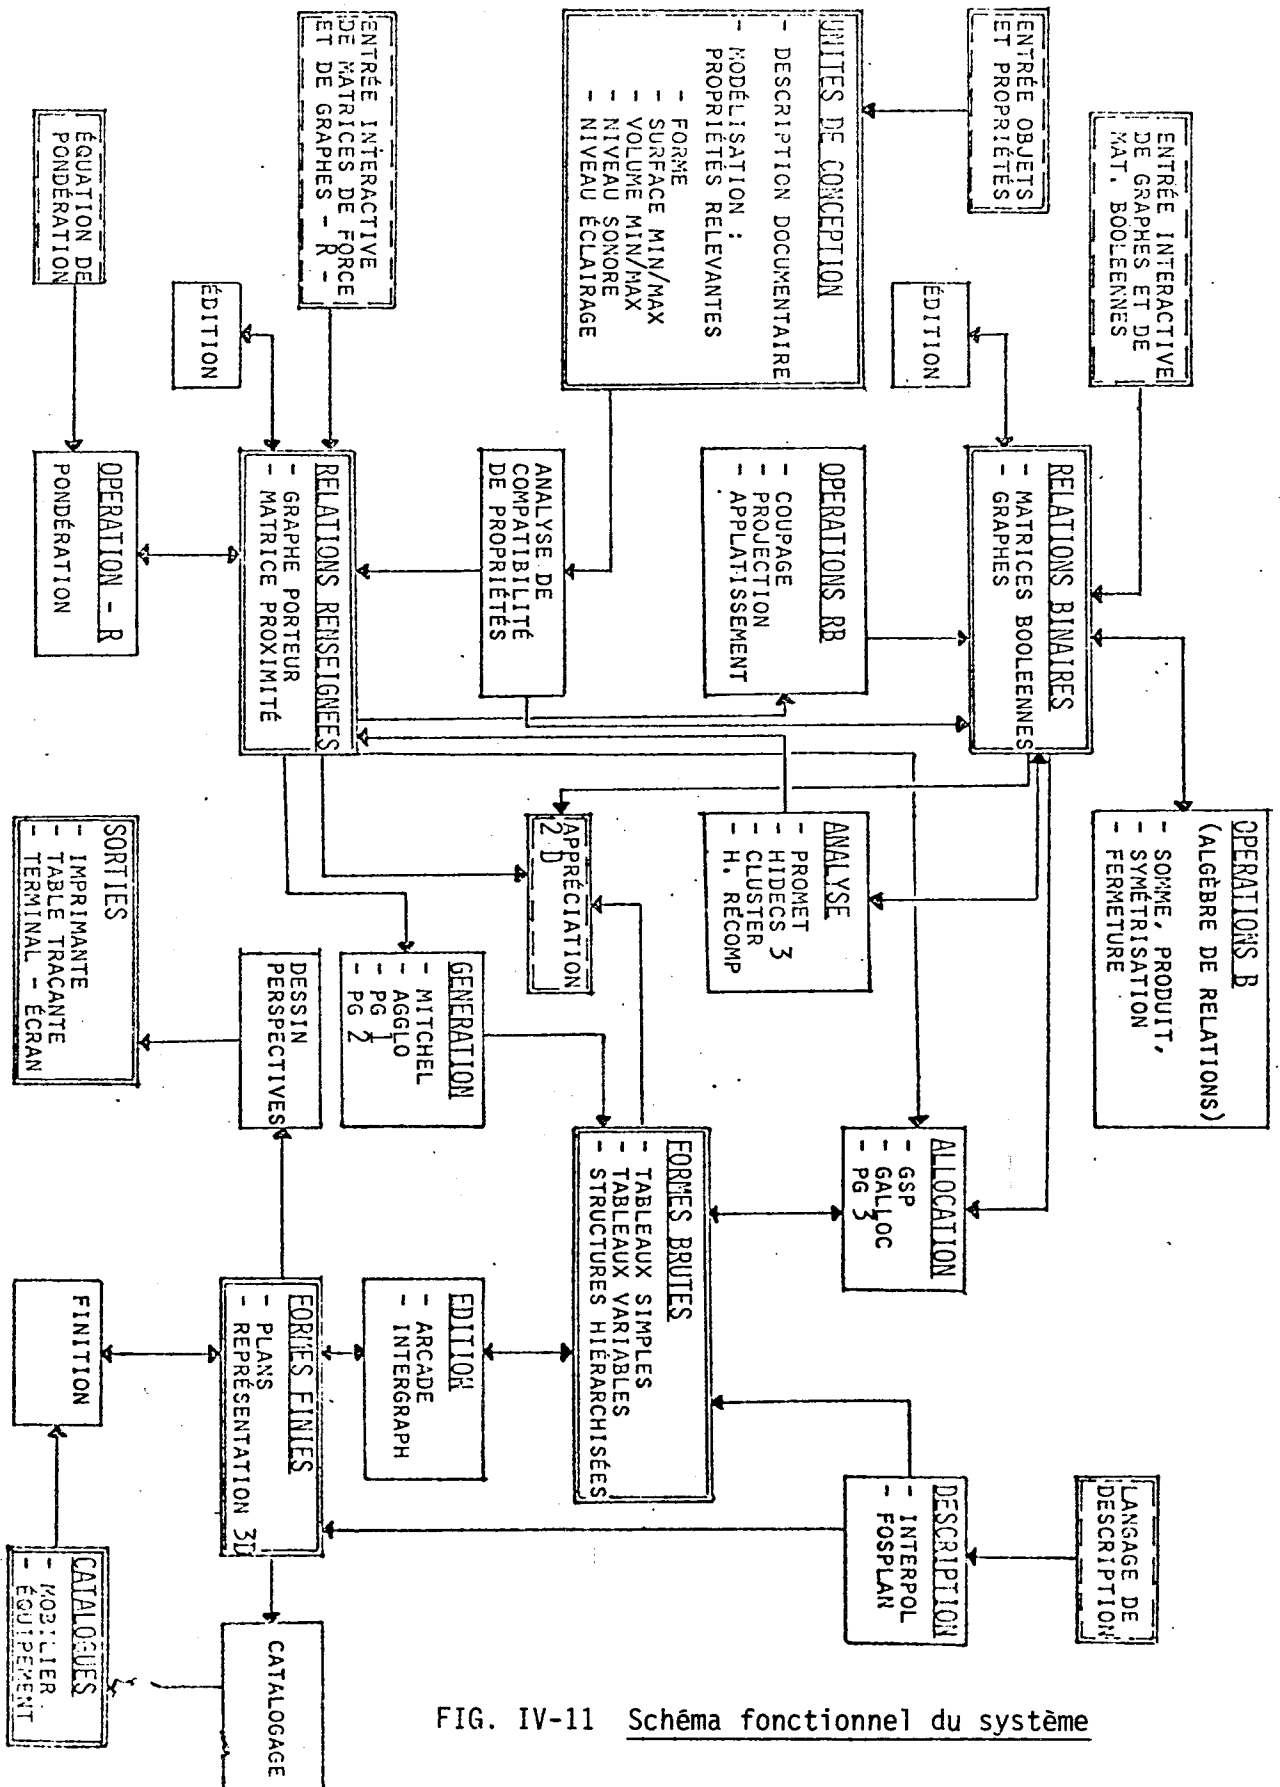 ENTRÉE INTERACTIVE
DE GRAPHES ET DE
MAT. BOOLEENNES
ENTRÉE OBJETS
ET PROPRIÉTÉS
UNITES DE CONCEPTION
- DESCRIPTION DOCUMENTAIRE
- MODÉLISATION :
PROPRIÉTÉS RELEVANTES
- FORME
- SURFACE MIN/MAX
- VOLUME MIN/MAX
- NIVEAU SONORE
- NIVEAU ÉCLAIRAGE
ENTRÉE INTERACTIVE
DE MATRICES DE FORCE
ET DE GRAPHES - R -
ÉQUATION DE
PONDÉRATION
ÉDITION
ÉDITION
RELATIONS BINAIRES
- MATRICES BOOLEENNES
- GRAPHES
OPERATIONS RB
- COUPAGE
- PROJECTION
- APPLATISSEMENT
ANALYSE DE
COMPATIBILITÉ
DE PROPRIÉTÉS
RELATIONS RENSEIGNEES
- GRAPHE PORTEUR
- MATRICE PROXIMITÉ
OPERATION - R
PONDÉRATION
OPERATIONS B
(ALGÈBRE DE RELATIONS)
- SOMME, PRODUIT,
- SYMÉTRISATION
- FERMETURE
ANALYSE
- PROMET
- HIDECS 3
- CLUSTER
- H. RÉCOMP
APPRÉCIATION
2 D
GENERATION
- MITCHEL
- AGGLO
- PG 1
- PG 2
DESSIN
PERSPECTIVES
SORTIES
- IMPRIMANTE
- TABLE TRAÇANTE
- TERMINAL - ÉCRAN
ALLOCATION
- GSP
- GALLOC
- PG 3
FORMES BRUTES
- TABLEAUX SIMPLES
- TABLEAUX VARIABLES
- STRUCTURES HIÉRARCHISÉES
EDITION
- ARCADE
- INTERGRAPH
FORMES FINIES
- PLANS
- REPRÉSENTATION 3D
FINITION
LANGAGE DE
DESCRIPTION
DESCRIPTION
- INTERPOL
- FOSPLAN
CATALOGAGE
CATALOGUES
- MOBILIER
- ÉQUIPEMENT
FIG. IV-11 Schéma fonctionnel du système